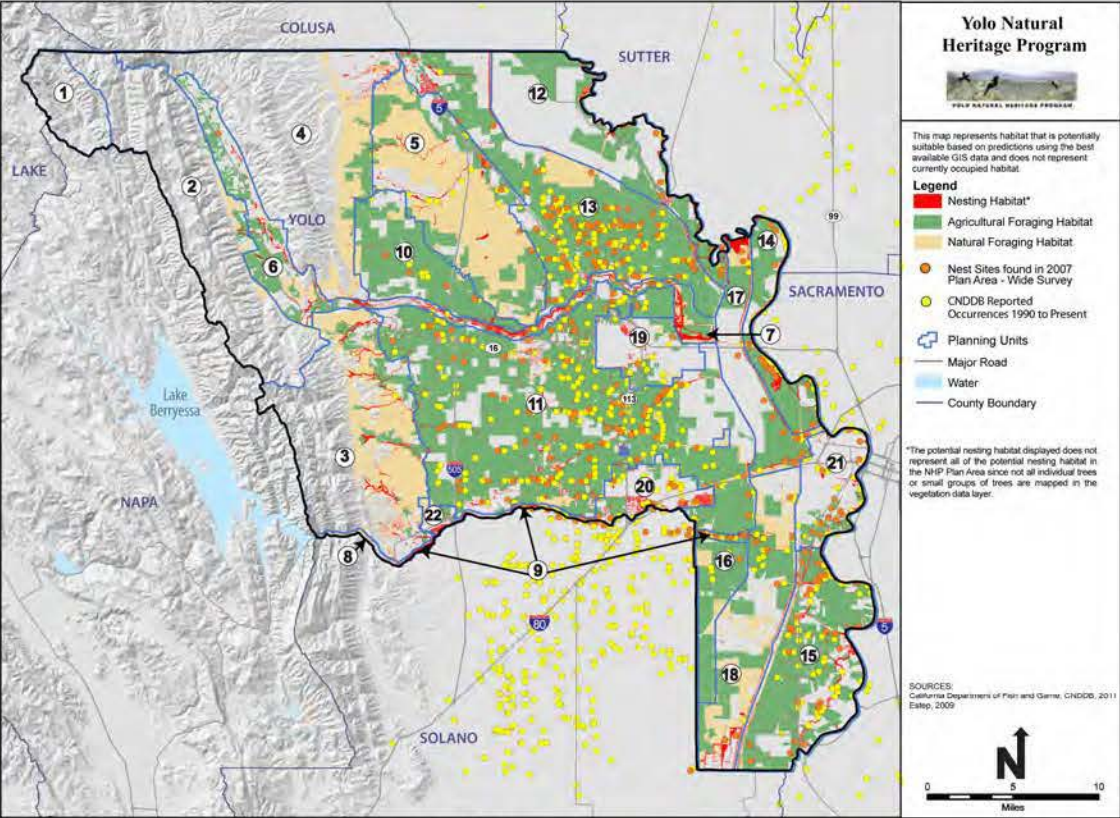 COLUSA
SUTTER
LAKE
YOLO
SACRAMENTO
NAPA
SOLANO
Lake
Berryessa
1
2
3
4
5
6
7
8
9
10
11
12
13
14
15
16
17
18
19
20
21
22
5
99
16
113
505
80
5
Yolo Natural
Heritage Program
YOLO NATURAL HERITAGE PROGRAM
This map represents habitat that is potentially
suitable based on predictions using the best
available GIS data and does not represent
currently occupied habitat.
Legend
Nesting Habitat*
Agricultural Foraging Habitat
Natural Foraging Habitat
Nest Sites found in 2007
Plan Area - Wide Survey
CNDDB Reported
Occurrences 1990 to Present
Planning Units
Major Road
Water
County Boundary
*The potential nesting habitat displayed does not
represent all of the potential nesting habitat in
the NHP Plan Area since not all individual trees
or small groups of trees are mapped in the
vegetation data layer.
SOURCES:
California Department of Fish and Game, CNDDB, 2011
Estep, 2009
N
0 5 10
Miles